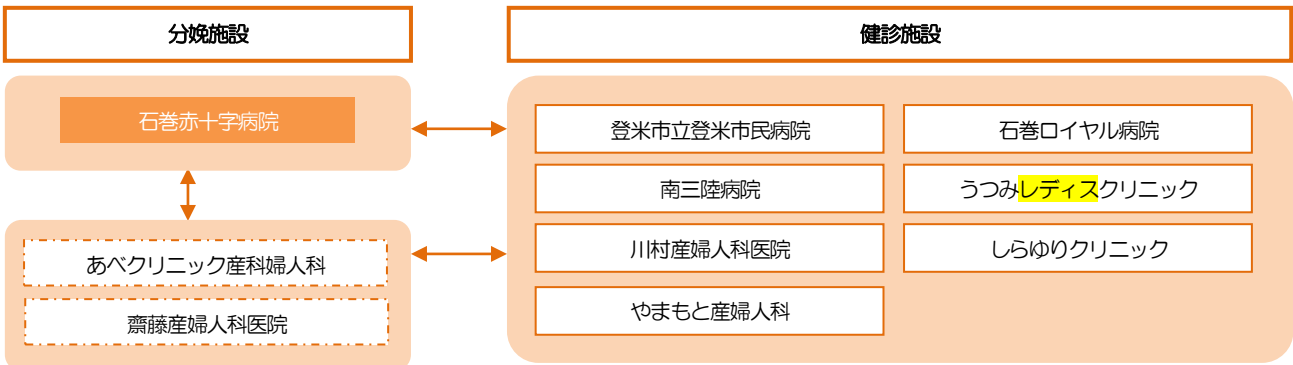 分娩施設
健診施設
石巻赤十字病院
あべクリニック産科婦人科
齋藤産婦人科医院
登米市立登米市民病院
石巻ロイヤル病院
南三陸病院
うつみレディスクリニック
川村産婦人科医院
しらゆりクリニック
やまもと産婦人科